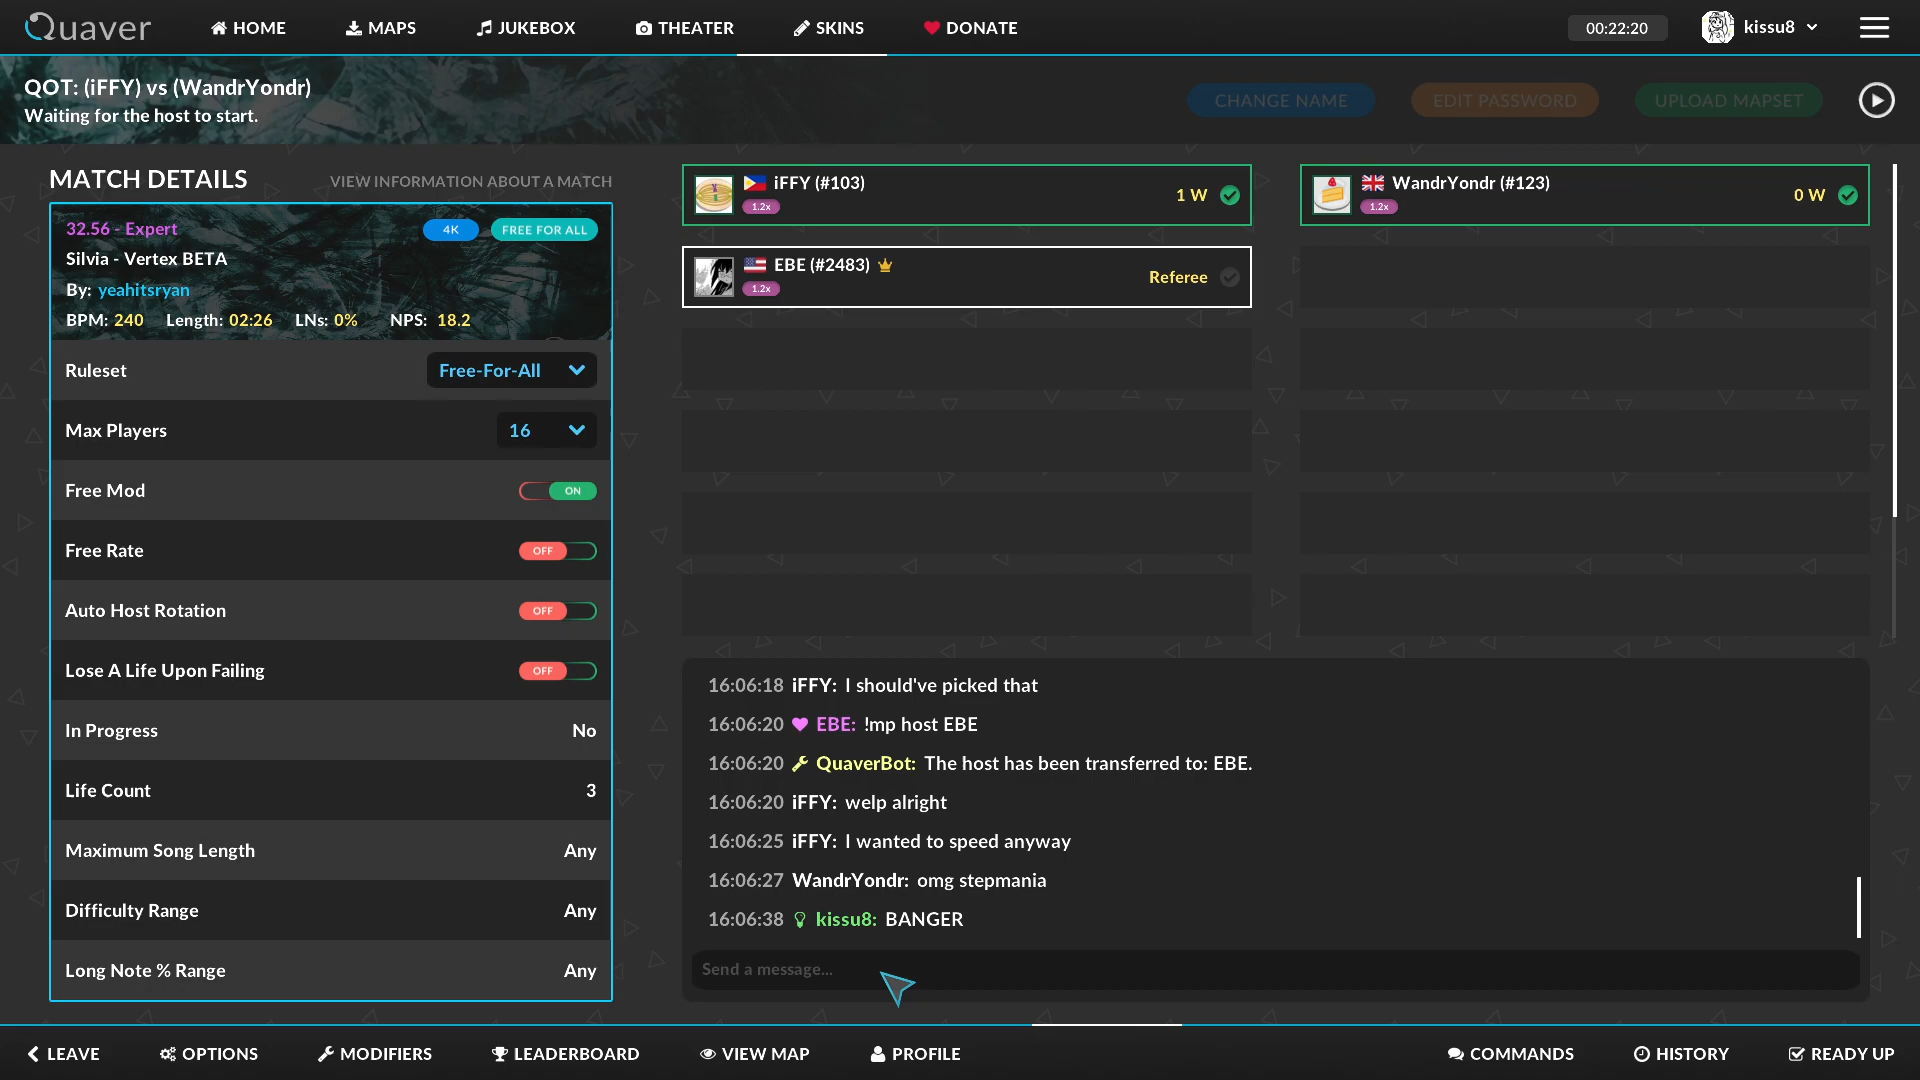 Quaver
HOME
MAPS
JUKEBOX
THEATER
SKINS
DONATE
00:22:20
kissu8
QOT: (iFFY) vs (WandrYondr)
Waiting for the host to start.
CHANGE NAME
EDIT PASSWORD
UPLOAD MAPSET
MATCH DETAILS
VIEW INFORMATION ABOUT A MATCH
32.56 - Expert
4K
FREE FOR ALL
Silvia - Vertex BETA
By: yeahitsryan
BPM: 240 Length: 02:26 LNs: 0% NPS: 18.2
Ruleset Free-For-All
Max Players 16
Free Mod ON
Free Rate OFF
Auto Host Rotation OFF
Lose A Life Upon Failing OFF
In Progress No
Life Count 3
Maximum Song Length Any
Difficulty Range Any
Long Note % Range Any
iFFY (#103)
1.2x
1 W
WandrYondr (#123)
1.2x
0 W
EBE (#2483)
1.2x
Referee
16:06:18 iFFY: I should've picked that
16:06:20 EBE: !mp host EBE
16:06:20 QuaverBot: The host has been transferred to: EBE.
16:06:20 iFFY: welp alright
16:06:25 iFFY: I wanted to speed anyway
16:06:27 WandrYondr: omg stepmania
16:06:38 kissu8: BANGER
Send a message...
LEAVE
OPTIONS
MODIFIERS
LEADERBOARD
VIEW MAP
PROFILE
COMMANDS
HISTORY
READY UP